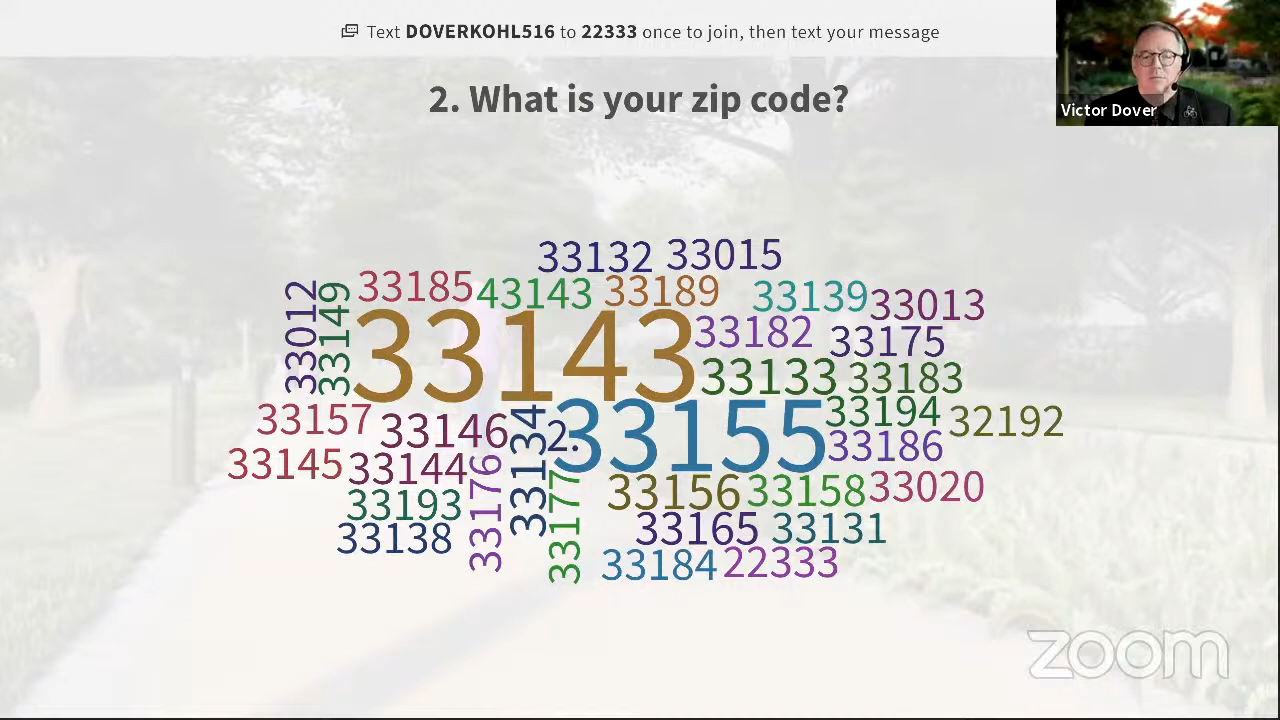 Text DOVERKOHL516 to 22333 once to join, then text your message
2. What is your zip code?
Victor Dover
33132 33015
33012
33149
33185 43143 33189 33139 33013
33143 33182 33175
33133 33183
33157 33146 33134 2. 33155 33194 32192
33186
33145 33144 33176 33177 33156 33158 33020
33193
33138 33165 33131
33184 22333
zoom